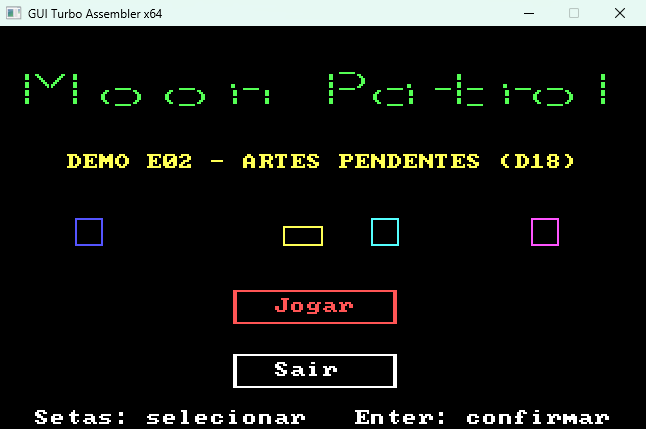 GUI Turbo Assembler x64
Moon Patrol
DEMO E02 - ARTES PENDENTES (D18)
Jogar
Sair
Setas: selecionar Enter: confirmar